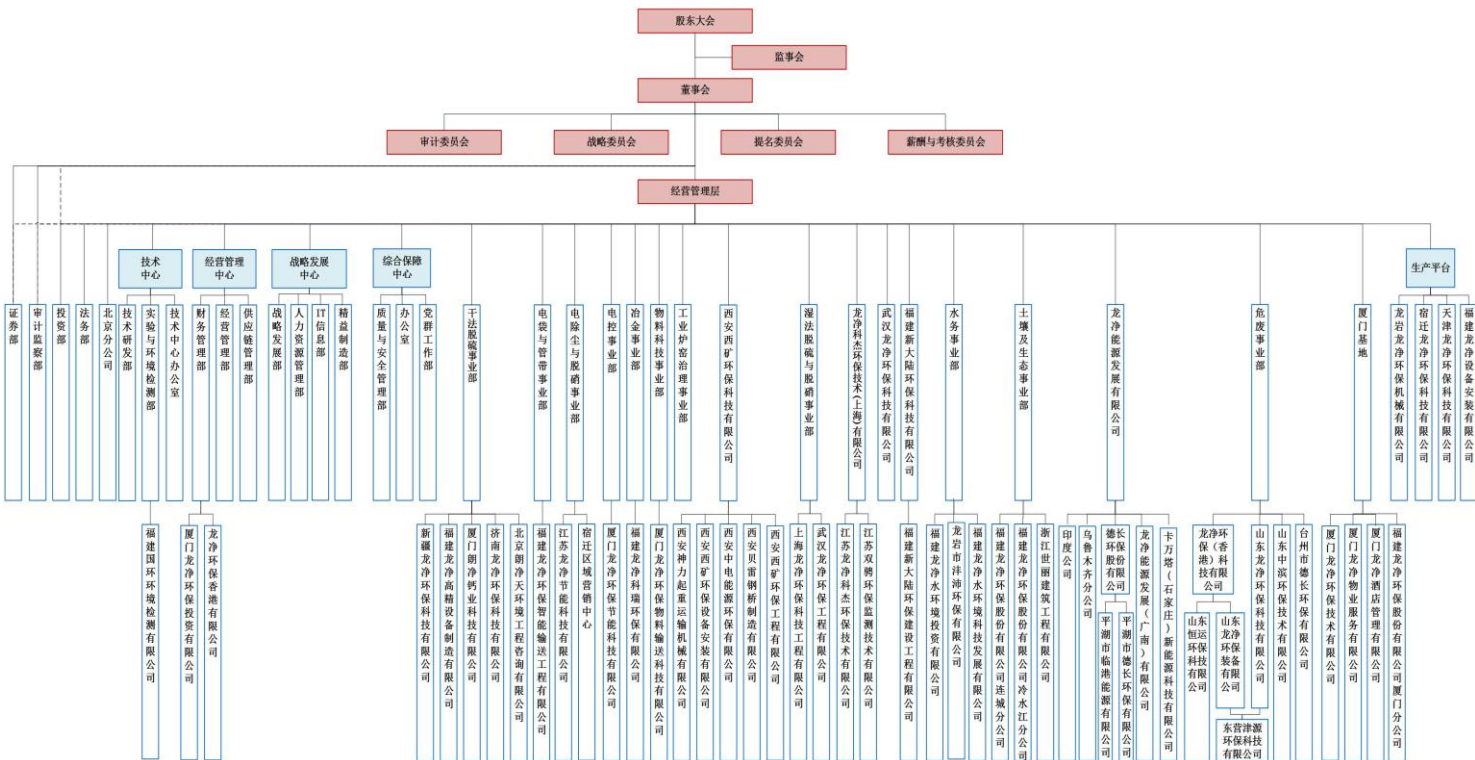 股东大会
监事会
董事会
审计委员会
战略委员会
提名委员会
薪酬与考核委员会
经营管理层
技术
中心
经营管理
中心
战略发展
中心
综合保障
中心
生产平台
证券部
审计监察部
投资部
法务部
北京分公司
技术研发部
实验与环境检测部
技术中心办公室
财务管理部
经营管理部
供应链管理部
战略发展部
人力资源管理部
IT信息部
精益制造部
质量与安全管理部
办公室
党群工作部
干法脱硫事业部
电袋与管带事业部
电除尘与脱硝事业部
电控事业部
冶金事业部
物料科技事业部
工业炉窑治理事业部
西安西矿环保科技有限公司
湿法脱硫与脱硝事业部
龙净科杰环保技术(上海)有限公司
武汉龙净环保科技有限公司
福建新大陆环保科技有限公司
水务事业部
土壤及生态事业部
龙净能源发展有限公司
危废事业部
厦门基地
龙岩龙净环保机械有限公司
宿迁龙净环保科技有限公司
天津龙净环保科技有限公司
福建龙净设备安装有限公司
福建国环环境检测有限公司
厦门龙净环保投资有限公司
龙净环保香港有限公司
新疆龙净环保科技有限公司
福建龙净高精设备制造有限公司
厦门朗净钙业科技有限公司
济南龙净环保科技有限公司
北京朗净天环境工程咨询有限公司
福建龙净环保智能输送工程有限公司
江苏龙净节能科技有限公司
宿迁区域营销中心
厦门龙净环保节能科技有限公司
福建龙净科瑞环保有限公司
厦门龙净环保物料输送科技有限公司
西安神力起重运输机械有限公司
西安西矿环保设备安装有限公司
西安中电能源环保有限公司
西安贝雷钢桥制造有限公司
西安西矿环保工程有限公司
上海龙净环保科技工程有限公司
武汉龙净环保工程有限公司
江苏龙净科杰环保技术有限公司
江苏双骋环保监测技术有限公司
福建新大陆环保建设工程有限公司
福建龙净水环境投资有限公司
龙岩市沣沛环保有限公司
福建龙净水环境科技发展有限公司
福建龙净环保股份有限公司连城分公司
福建龙净环保股份有限公司冷水江分公司
浙江世丽建筑工程有限公司
印度公司
乌鲁木齐分公司
德长
环保
股份
有限
公司
龙净能源发展(广南)有限公司
卡万塔(石家庄)新能源科技有限公司
龙净环
保(香
港)科
技有限
公司
山东龙净环保科技有限公司
山东中滨环保技术有限公司
台州市德长环保有限公司
厦门龙净环保技术有限公司
厦门龙净物业服务有限公司
厦门龙净酒店管理有限公司
福建龙净环保股份有限公司厦门分公司
平湖市临港能源有限公司
平湖市德长环保有限公司
山东
恒运
环保
科技
有限
公司
山东
龙净
环保
装备
有限
公司
东营津源
环保科技
有限公司